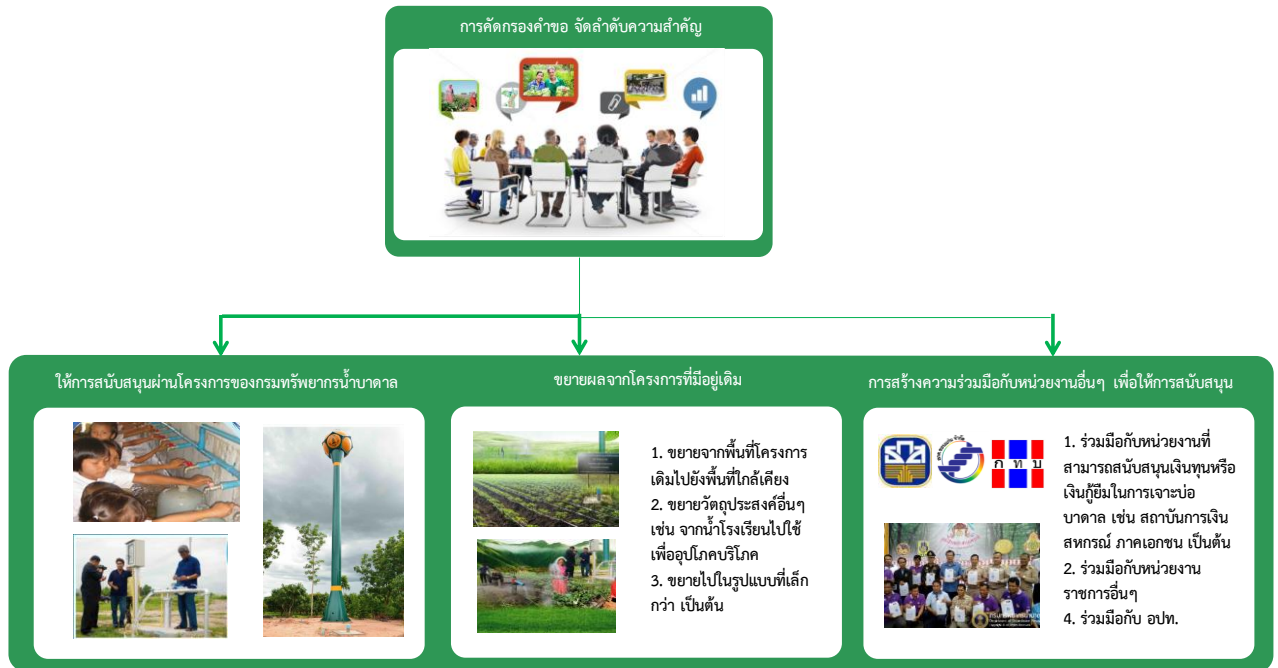 การคัดกรองคำขอ จัดลำดับความสำคัญ
ให้การสนับสนุนผ่านโครงการของกรมทรัพยากรน้ำบาดาล
ขยายผลจากโครงการที่มีอยู่เดิม
1. ขยายจากพื้นที่โครงการ
เดิมไปยังพื้นที่ใกล้เคียง
2. ขยายวัตถุประสงค์อื่นๆ
เช่น จากน้ำโรงเรียนไปใช้
เพื่ออุปโภคบริโภค
3. ขยายไปในรูปแบบที่เล็ก
กว่า เป็นต้น
การสร้างความร่วมมือกับหน่วยงานอื่นๆ เพื่อให้การสนับสนุน
ก ท บ
1. ร่วมมือกับหน่วยงานที่
สามารถสนับสนุนเงินทุนหรือ
เงินกู้ยืมในการเจาะบ่อ
บาดาล เช่น สถาบันการเงิน
สหกรณ์ ภาคเอกชน เป็นต้น
2. ร่วมมือกับหน่วยงาน
ราชการอื่นๆ
4. ร่วมมือกับ อปท.